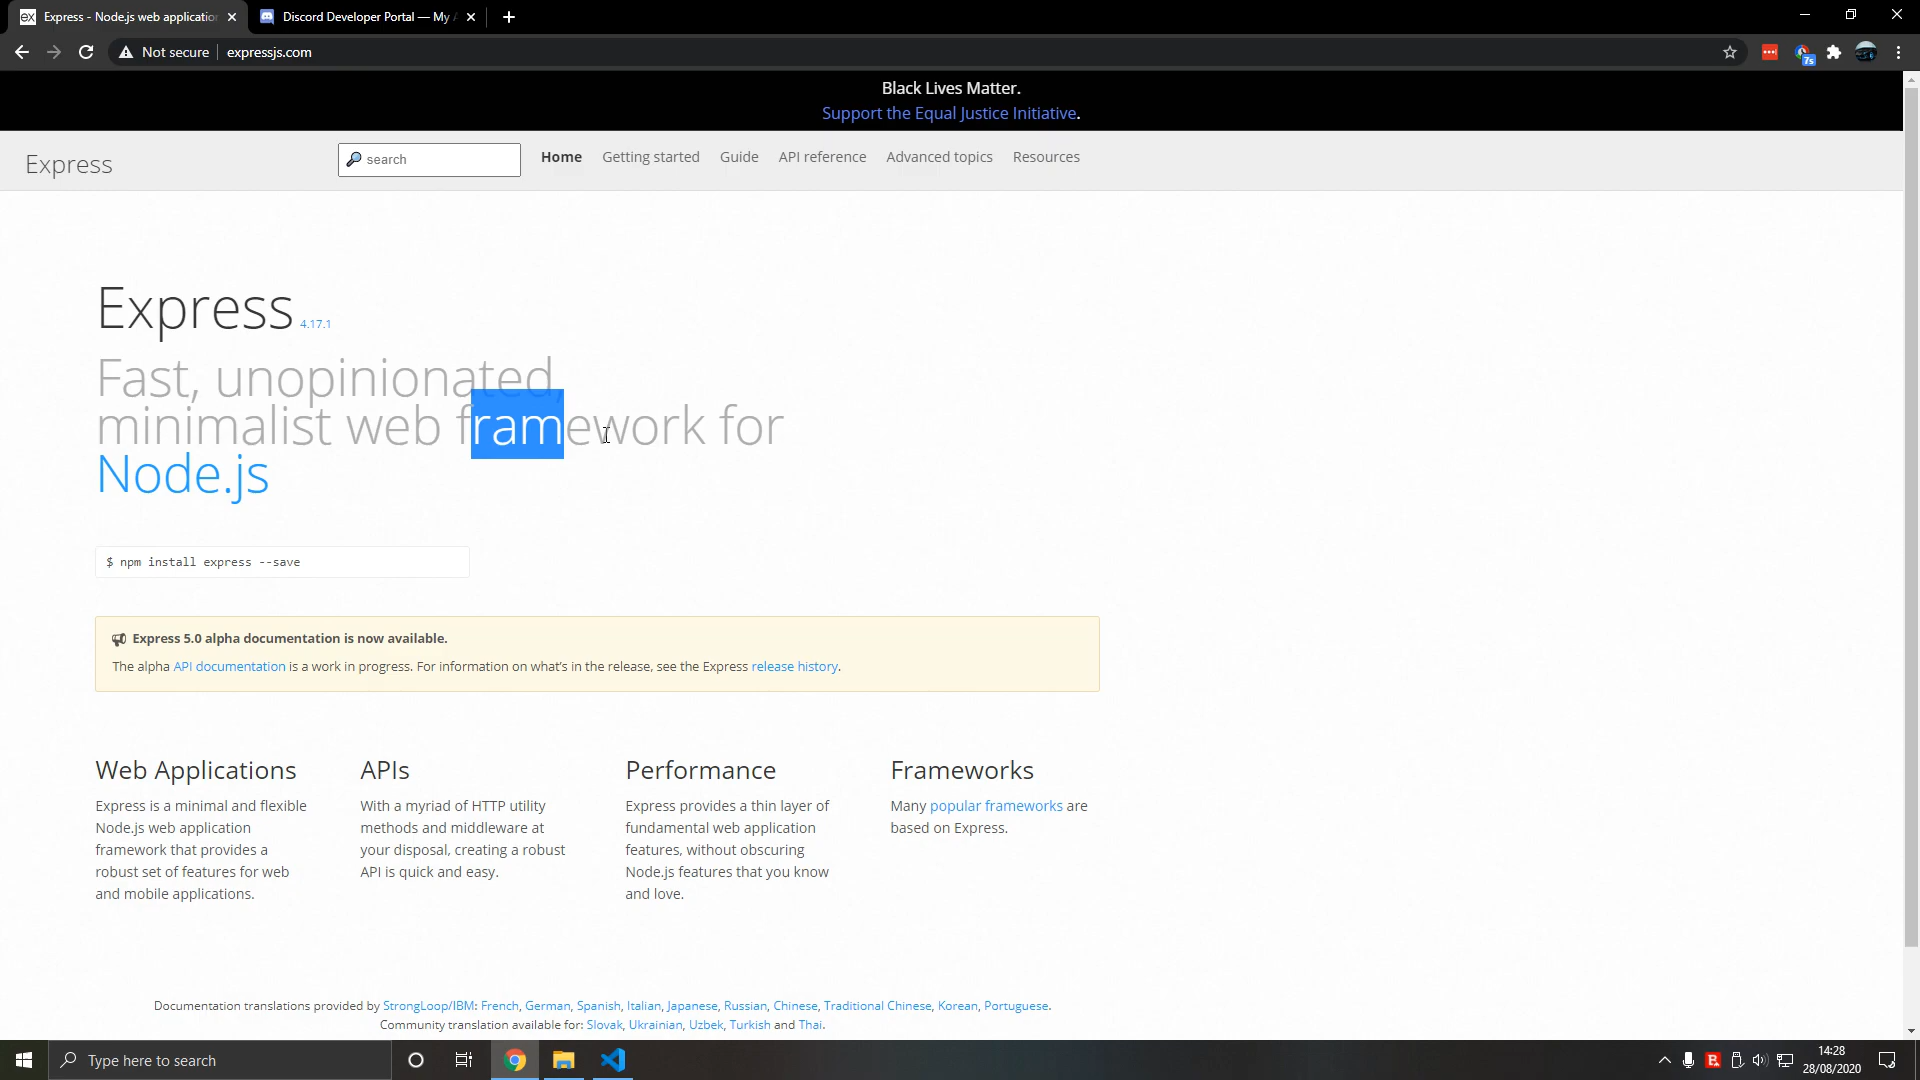 Express - Node.js web application
Discord Developer Portal — My
Not secure
expressjs.com
7s
Black Lives Matter.
Support the Equal Justice Initiative.
Express
search
Home
Getting started
Guide
API reference
Advanced topics
Resources
Express 4.17.1
Fast, unopinionated,
minimalist web framework for
Node.js
$ npm install express --save
Express 5.0 alpha documentation is now available.
The alpha API documentation is a work in progress. For information on what's in the release, see the Express release history.
Web Applications
Express is a minimal and flexible
Node.js web application
framework that provides a
robust set of features for web
and mobile applications.
APIs
With a myriad of HTTP utility
methods and middleware at
your disposal, creating a robust
API is quick and easy.
Performance
Express provides a thin layer of
fundamental web application
features, without obscuring
Node.js features that you know
and love.
Frameworks
Many popular frameworks are
based on Express.
Documentation translations provided by StrongLoop/IBM: French, German, Spanish, Italian, Japanese, Russian, Chinese, Traditional Chinese, Korean, Portuguese.
Community translation available for: Slovak, Ukrainian, Uzbek, Turkish and Thai.
Type here to search
14:28
28/08/2020